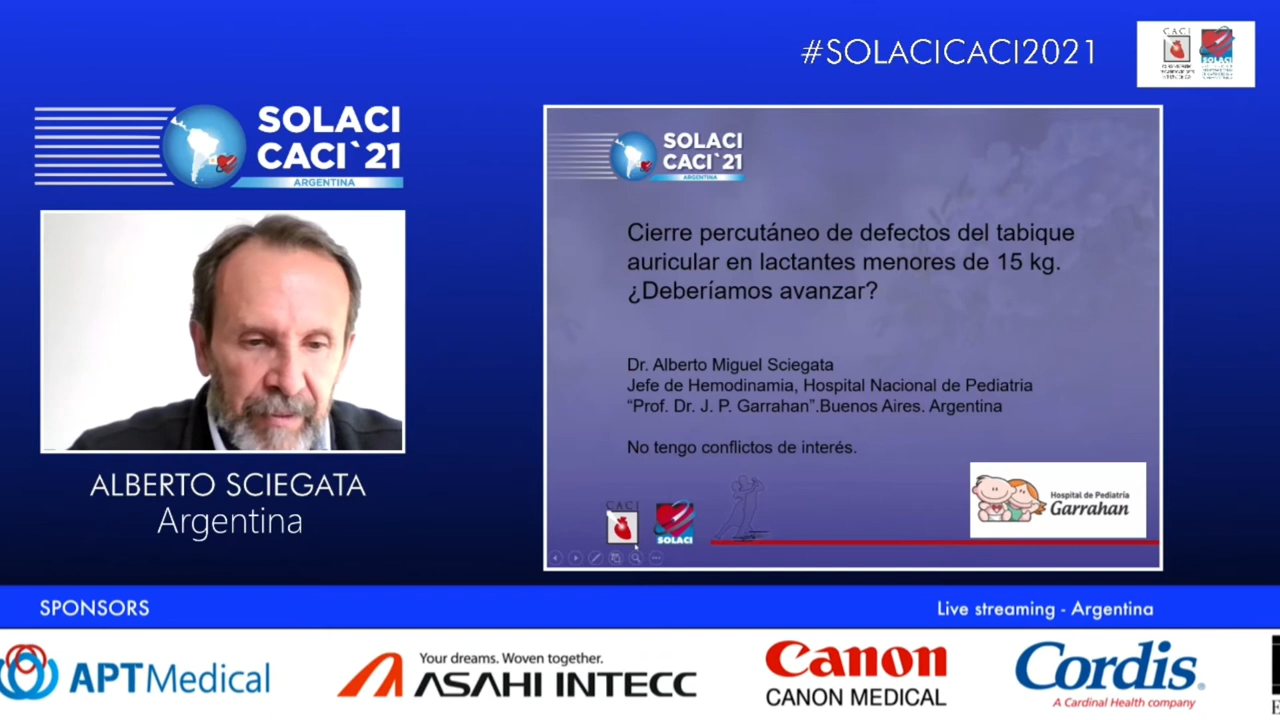 #SOLACICACI2021
CACI
SOLACI
SOLACI
CACI`21
ARGENTINA
SOLACI
CACI`21
ARGENTINA
Cierre percutáneo de defectos del tabique
auricular en lactantes menores de 15 kg.
¿Deberíamos avanzar?
Dr. Alberto Miguel Sciegata
Jefe de Hemodinamia, Hospital Nacional de Pediatria
“Prof. Dr. J. P. Garrahan”.Buenos Aires. Argentina
No tengo conflictos de interés.
CACI
SOLACI
Hospital de Pediatría
Garrahan
ALBERTO SCIEGATA
Argentina
SPONSORS
Live streaming - Argentina
APTMedical
Your dreams. Woven together.
ASAHI INTECC
Canon
CANON MEDICAL
Cordis®
A Cardinal Health company